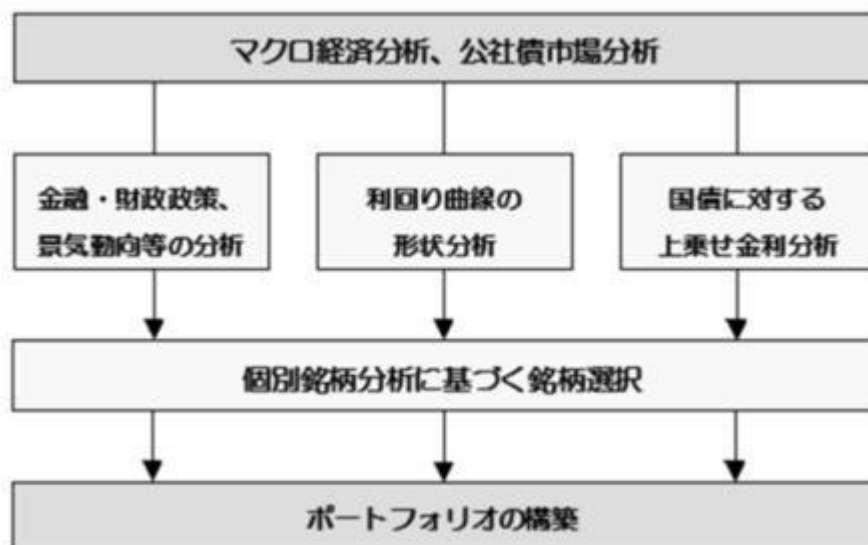 マクロ経済分析、公社債市場分析
金融・財政政策、
景気動向等の分析
利回り曲線の
形状分析
国債に対する
上乗せ金利分析
個別銘柄分析に基づく銘柄選択
ポートフォリオの構築